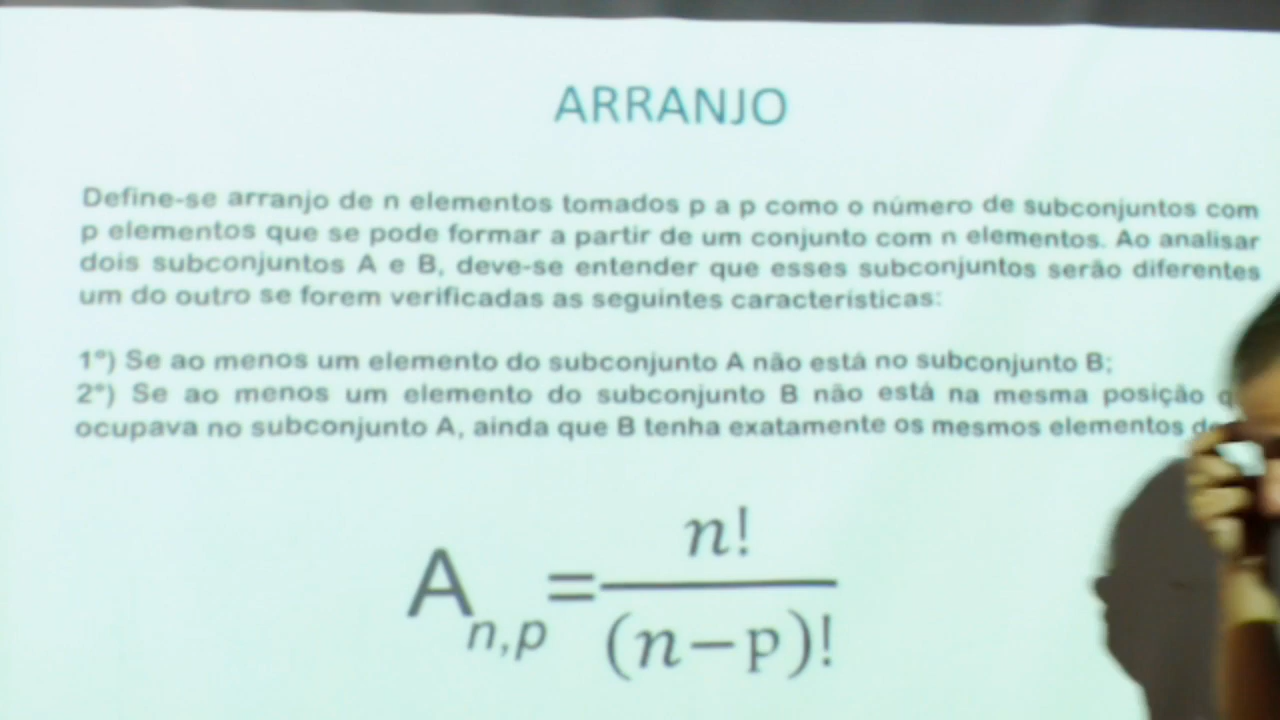 ARRANJO
Define-se arranjo de n elementos tomados p a p como o número de subconjuntos com
p elementos que se pode formar a partir de um conjunto com n elementos. Ao analisar
dois subconjuntos A e B, deve-se entender que esses subconjuntos serão diferentes
um do outro se forem verificadas as seguintes características:
1°) Se ao menos um elemento do subconjunto A não está no subconjunto B;
2°) Se ao menos um elemento do subconjunto B não está na mesma posição
ocupava no subconjunto A, ainda que B tenha exatamente os mesmos elementos
A n,p = n! / (n–p)!